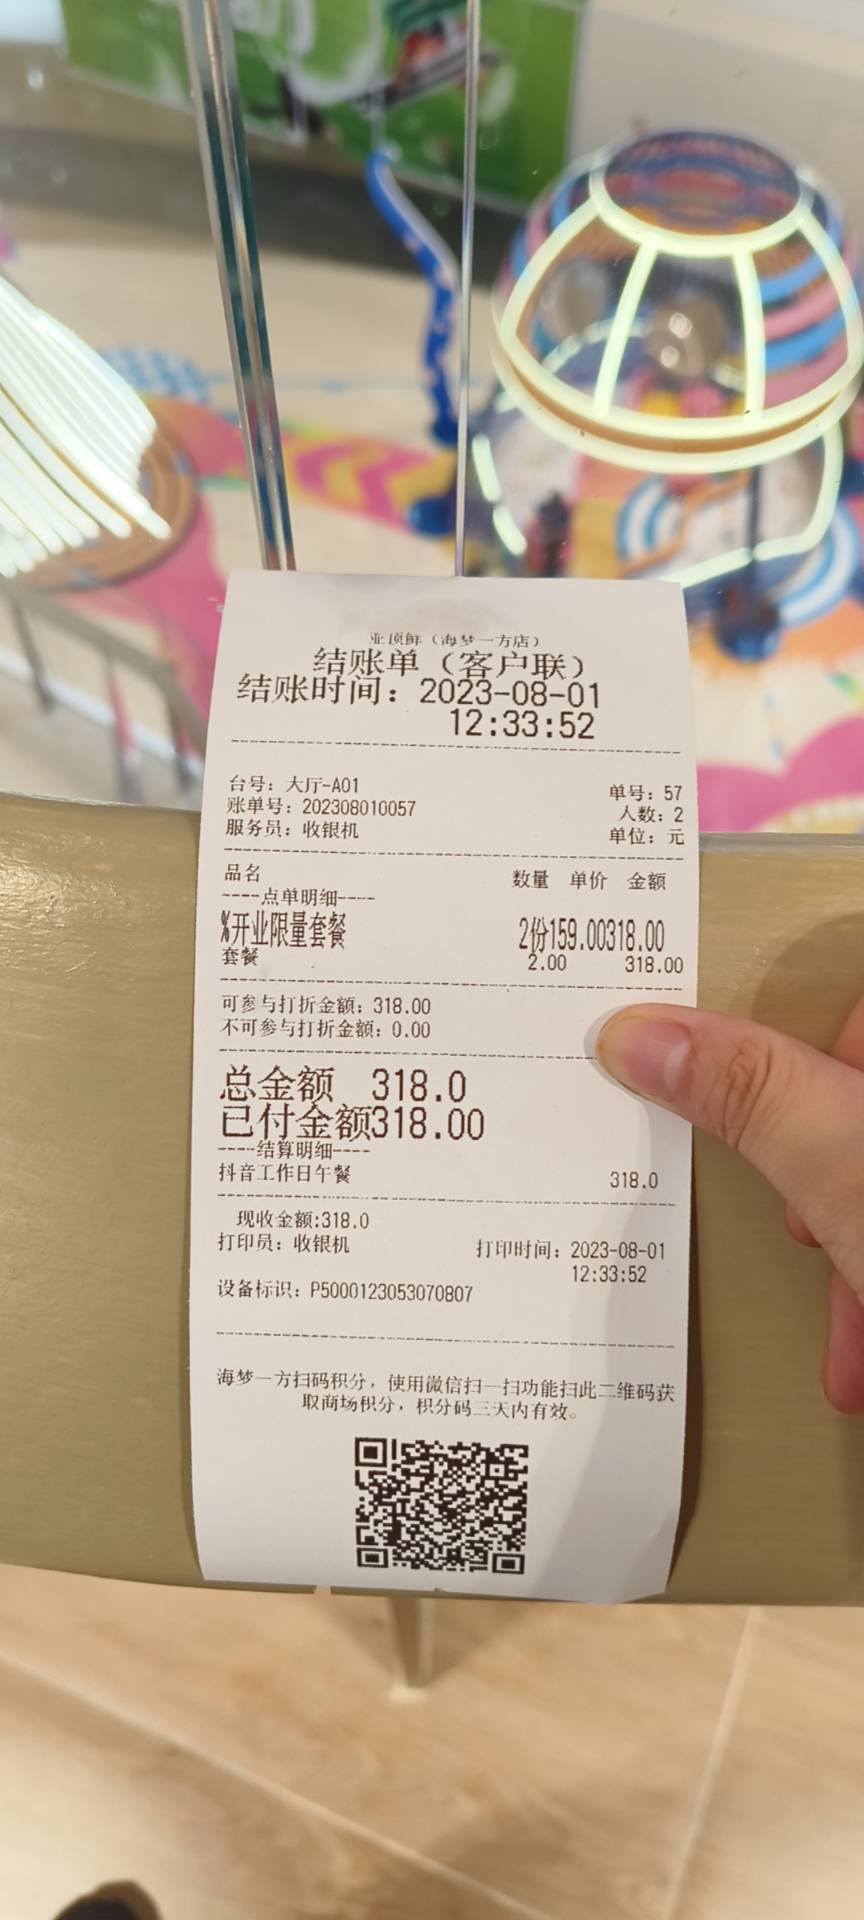 亚顶鲜（海梦一方店）
结账单（客户联）
结账时间：2023-08-01
12:33:52
台号：大厅-A01 单号：57
账单号：202308010057 人数：2
服务员：收银机 单位：元
品名 数量 单价 金额
----点单明细----
%开业限量套餐 2份159.00318.00
套餐 2.00 318.00
可参与打折金额：318.00
不可参与打折金额：0.00
总金额 318.0
已付金额318.00
----结算明细----
抖音工作日午餐 318.0
现收金额:318.0
打印员：收银机 打印时间：2023-08-01
12:33:52
设备标识：P5000123053070807
海梦一方扫码积分，使用微信扫一扫功能扫此二维码获
取商场积分，积分码三天内有效。